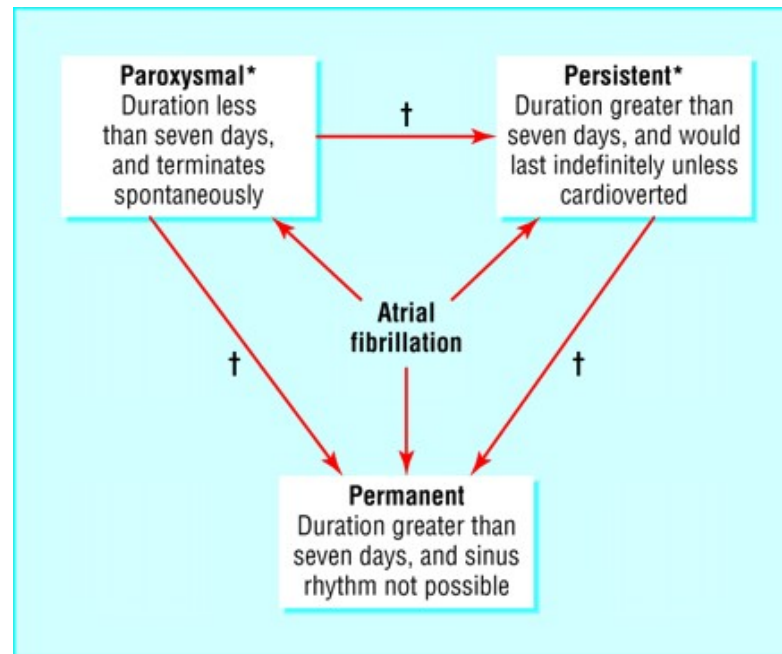 Paroxysmal*
Duration less
than seven days,
and terminates
spontaneously
†
Persistent*
Duration greater than
seven days, and would
last indefinitely unless
cardioverted
Atrial
fibrillation
†
†
Permanent
Duration greater than
seven days, and sinus
rhythm not possible